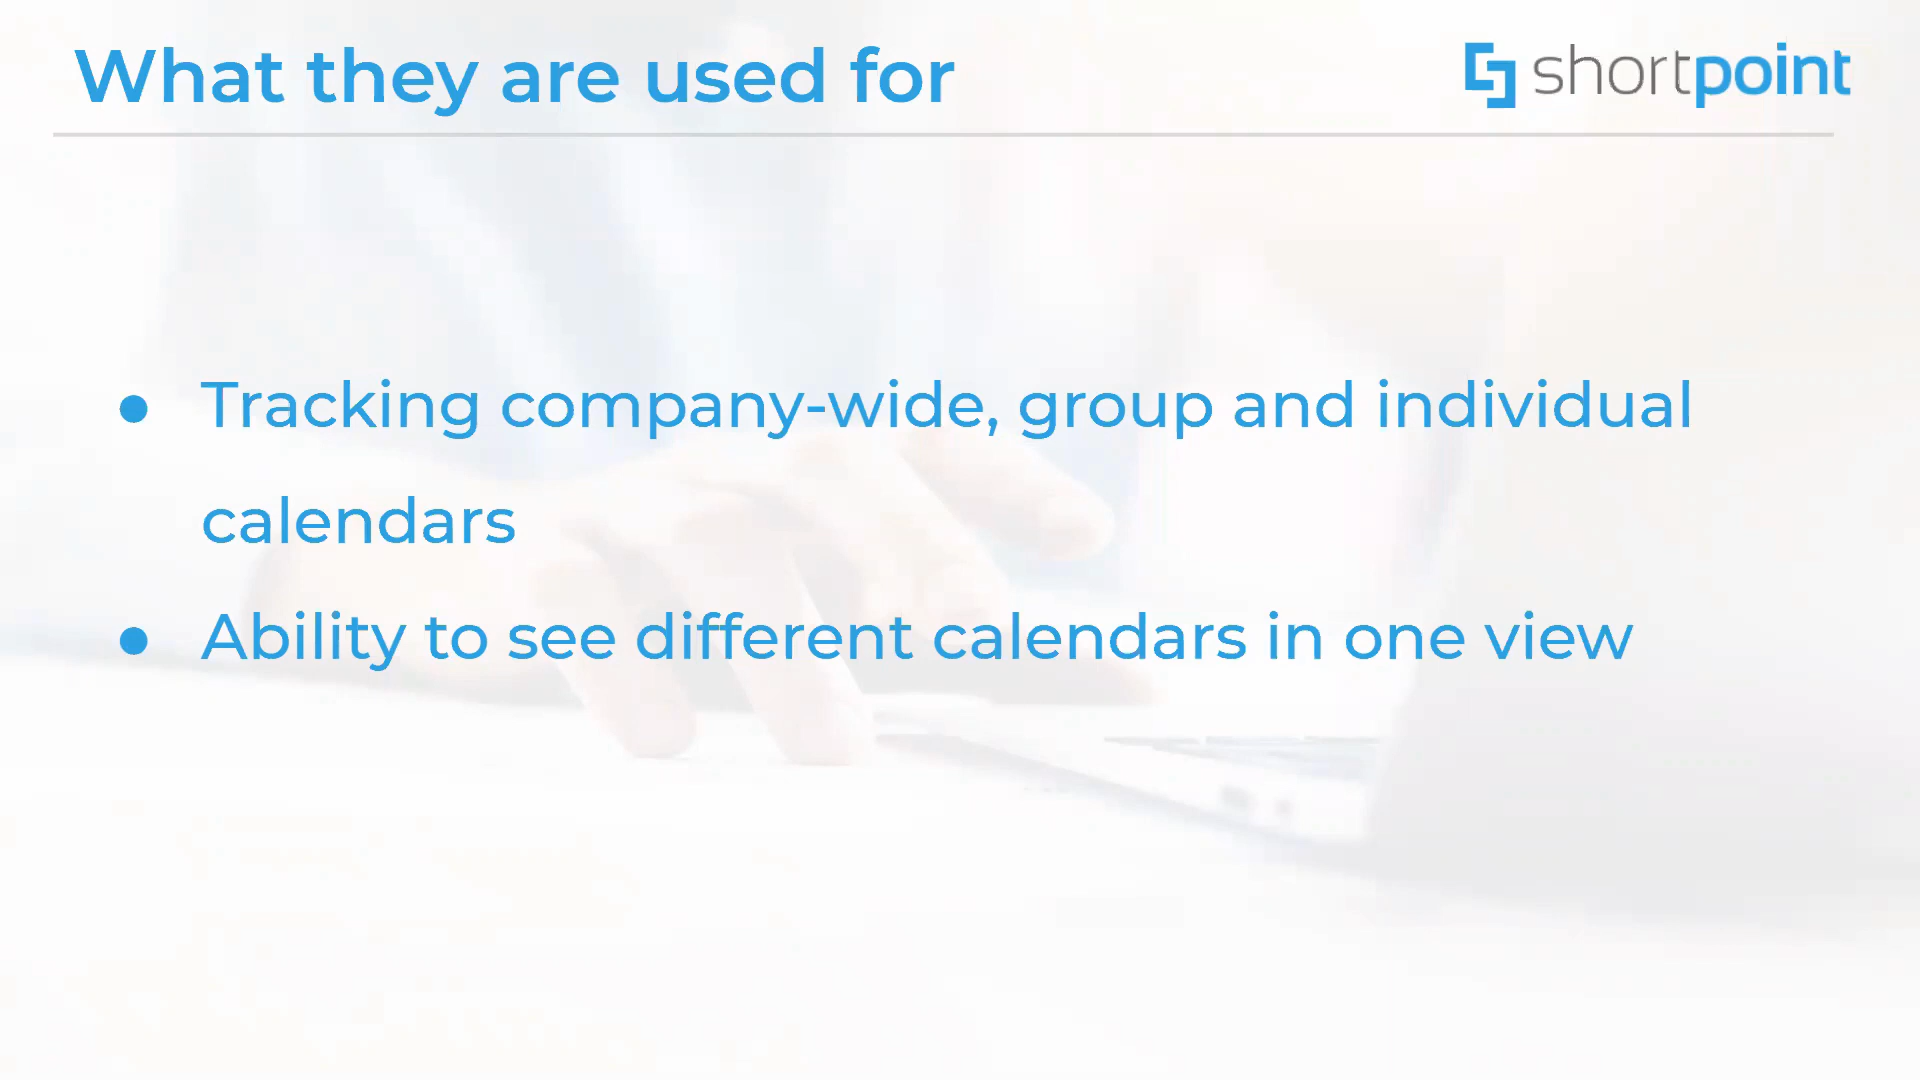 What they are used for
shortpoint
● Tracking company-wide, group and individual
calendars
● Ability to see different calendars in one view